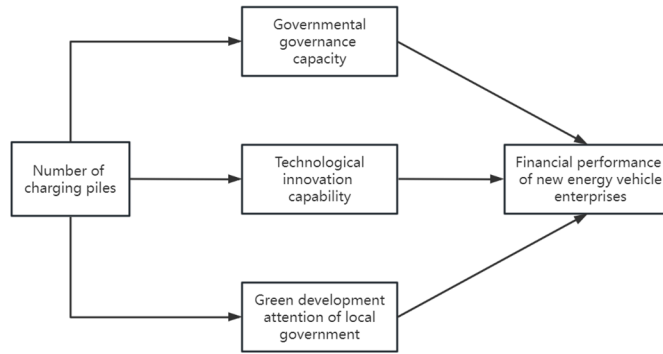 Governmental
governance
capacity
Number of
charging piles
Technological
innovation
capability
Financial performance
of new energy vehicle
enterprises
Green development
attention of local
government